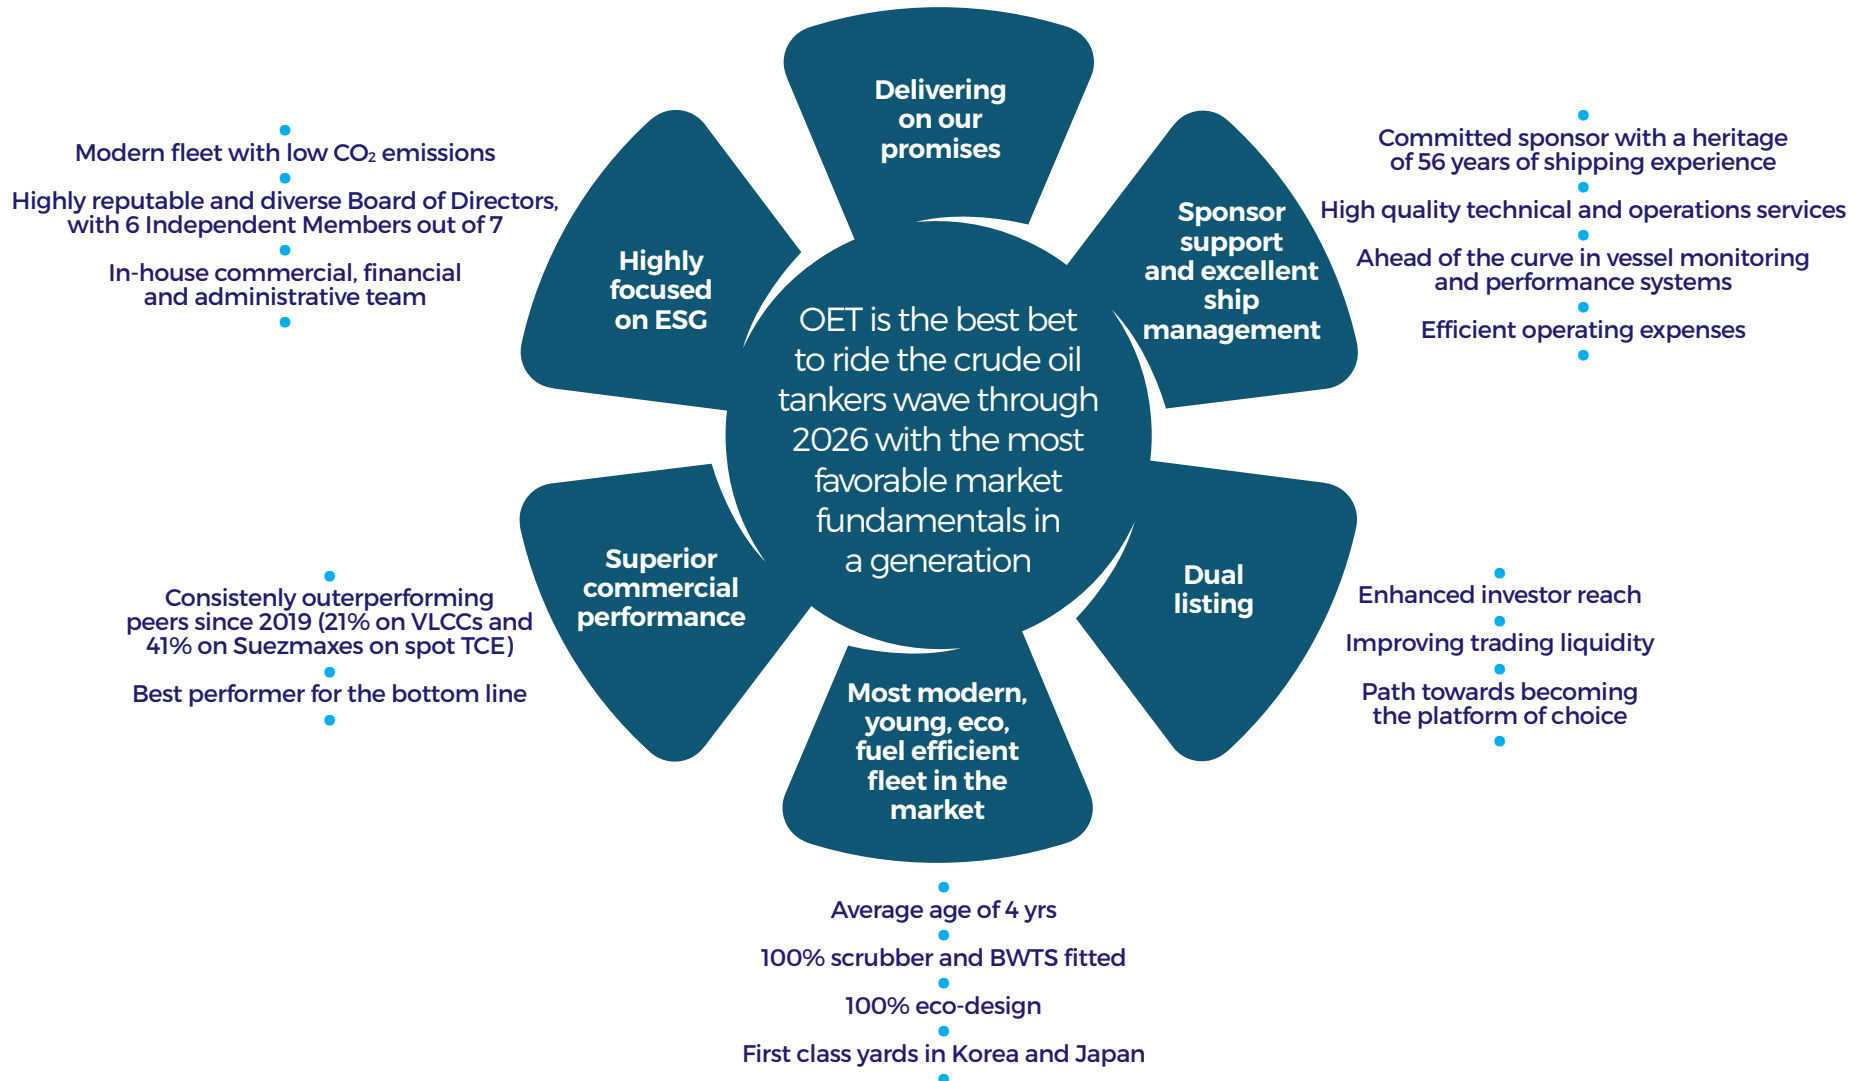 Delivering
on our
promises
Modern fleet with low CO₂ emissions
Highly reputable and diverse Board of Directors,
with 6 Independent Members out of 7
In-house commercial, financial
and administrative team
Highly
focused
on ESG
Sponsor
support
and excellent
ship
management
Committed sponsor with a heritage
of 56 years of shipping experience
High quality technical and operations services
Ahead of the curve in vessel monitoring
and performance systems
Efficient operating expenses
OET is the best bet
to ride the crude oil
tankers wave through
2026 with the most
favorable market
fundamentals in
a generation
Consistenly outerperforming
peers since 2019 (21% on VLCCs and
41% on Suezmaxes on spot TCE)
Best performer for the bottom line
Superior
commercial
performance
Dual
listing
Enhanced investor reach
Improving trading liquidity
Path towards becoming
the platform of choice
Most modern,
young, eco,
fuel efficient
fleet in the
market
Average age of 4 yrs
100% scrubber and BWTS fitted
100% eco-design
First class yards in Korea and Japan